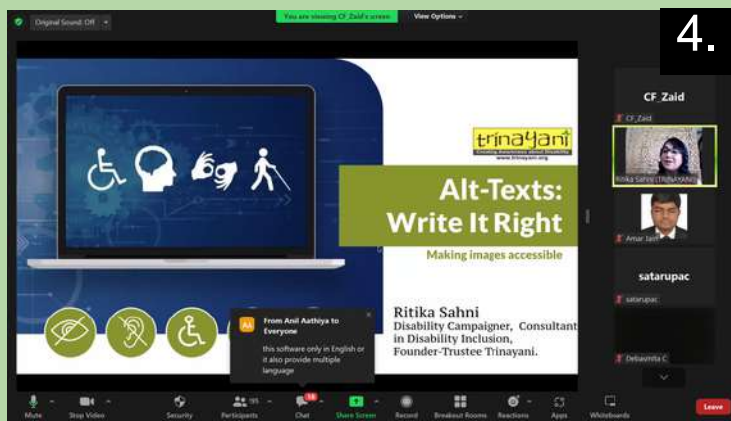 4.
Original Sound: Off
You are viewing CF_Zaid's screen
View Options
trinayani
Creating Awareness about Disability
www.trinayani.org
Alt-Texts:
Write It Right
Making images accessible
Ritika Sahni
Disability Campaigner, Consultant
in Disability Inclusion,
Founder-Trustee Trinayani.
AA
From Anil Aathiya to
Everyone
this software only in English or
it also provide multiple
language
CF_Zaid
CF_Zaid
Ritika Sahni (TRINAYANI)
Amar Jain
satarupac
satarupac
Debasmita C
Mute
Stop Video
Security
Participants
195
Chat
58
Share Screen
Record
Breakout Rooms
Reactions
Apps
Whiteboards
Leave